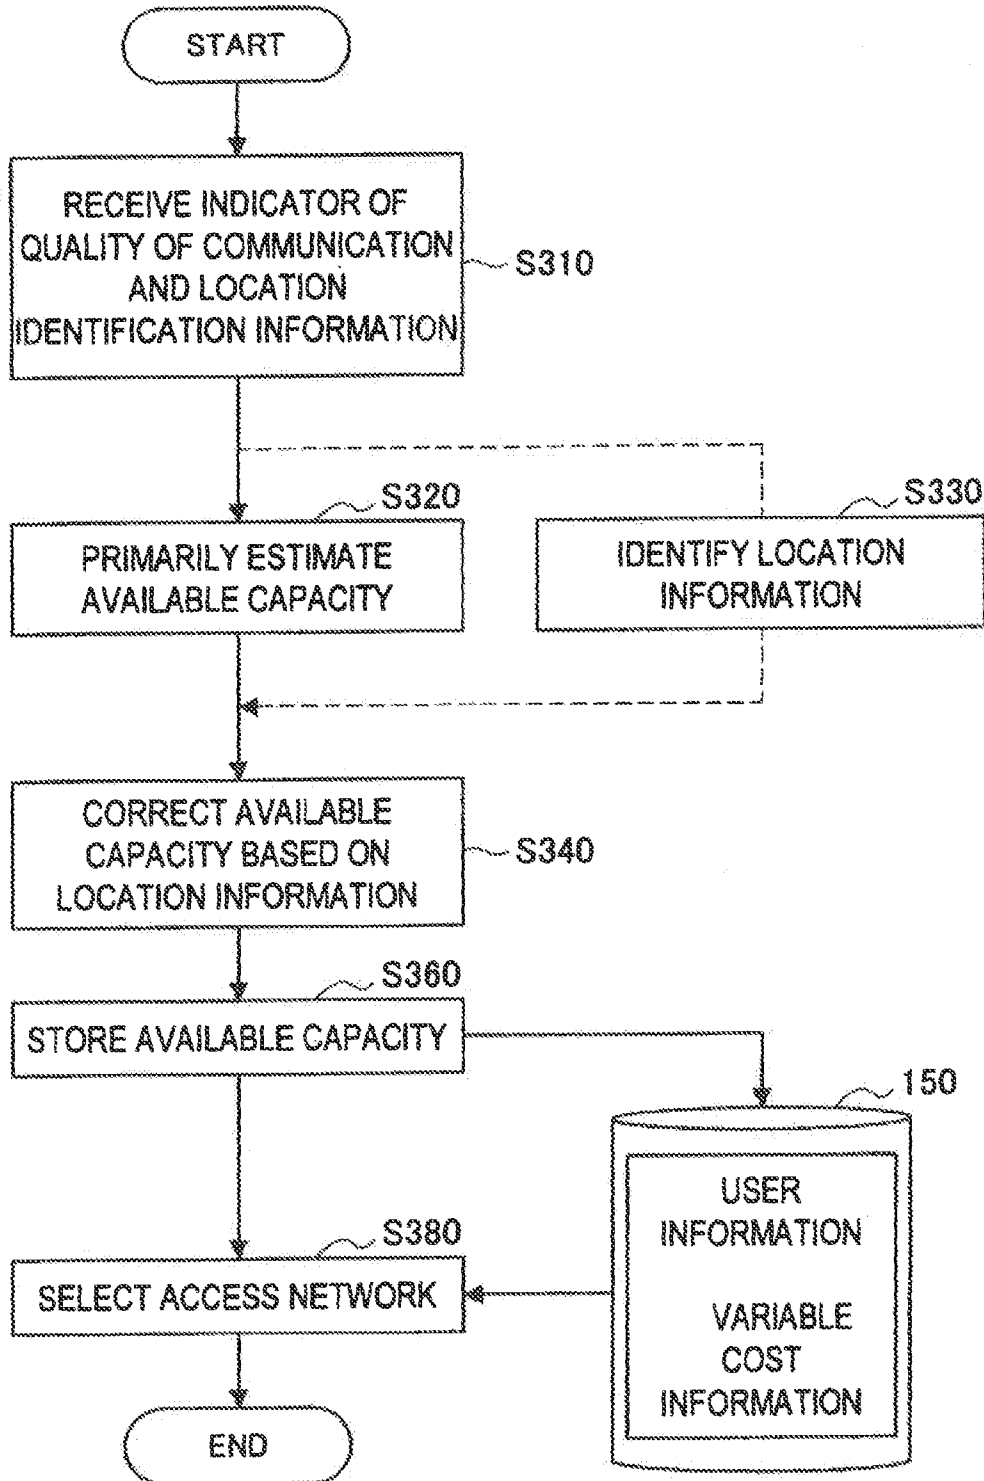 START
RECEIVE INDICATOR OF
QUALITY OF COMMUNICATION
AND LOCATION
IDENTIFICATION INFORMATION
S310
S320
PRIMARILY ESTIMATE
AVAILABLE CAPACITY
S330
IDENTIFY LOCATION
INFORMATION
CORRECT AVAILABLE
CAPACITY BASED ON
LOCATION INFORMATION
S340
S360
STORE AVAILABLE CAPACITY
150
USER
INFORMATION
VARIABLE
COST
INFORMATION
S380
SELECT ACCESS NETWORK
END